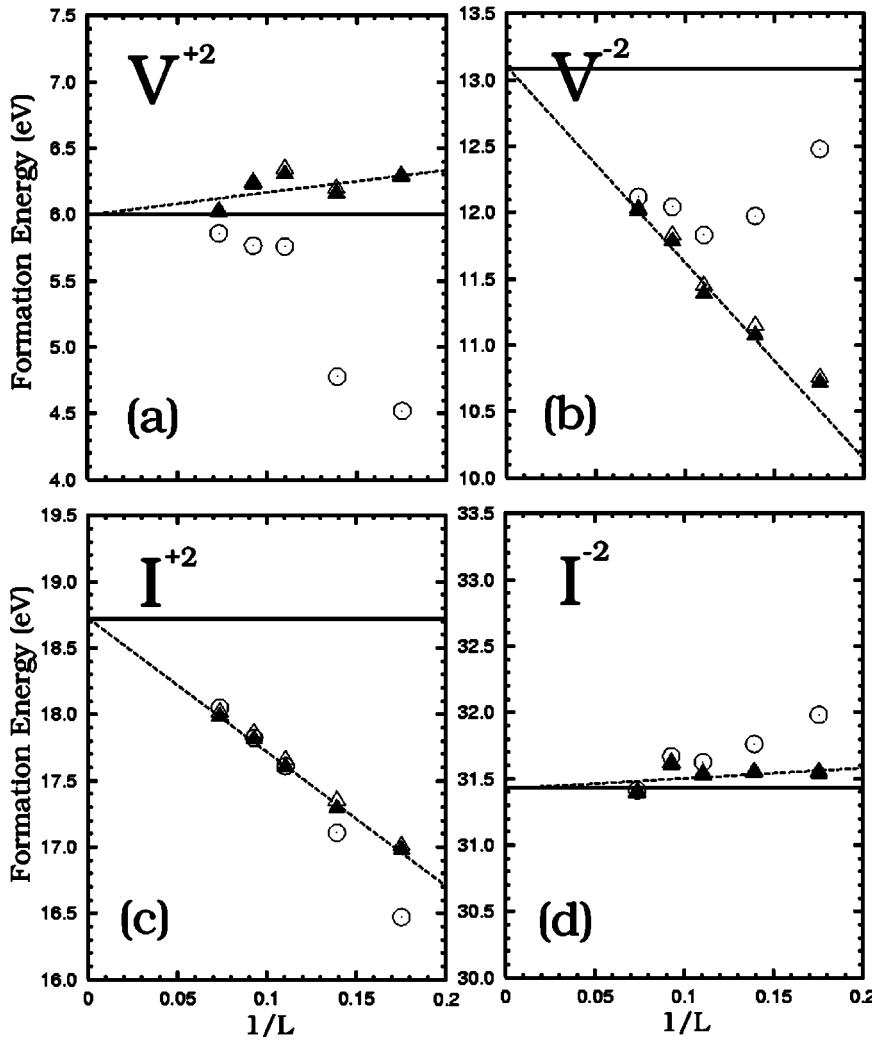 Formation Energy (eV)
7.5
7.0
6.5
6.0
5.5
5.0
4.5
4.0
V+2
(a)
13.5
13.0
12.5
12.0
11.5
11.0
10.5
10.0
V-2
(b)
Formation Energy (eV)
19.5
19.0
18.5
18.0
17.5
17.0
16.5
16.0
I+2
(c)
0 0.05 0.1 0.15 0.2
1/L
33.5
33.0
32.5
32.0
31.5
31.0
30.5
30.0
I-2
(d)
0 0.05 0.1 0.15 0.2
1/L